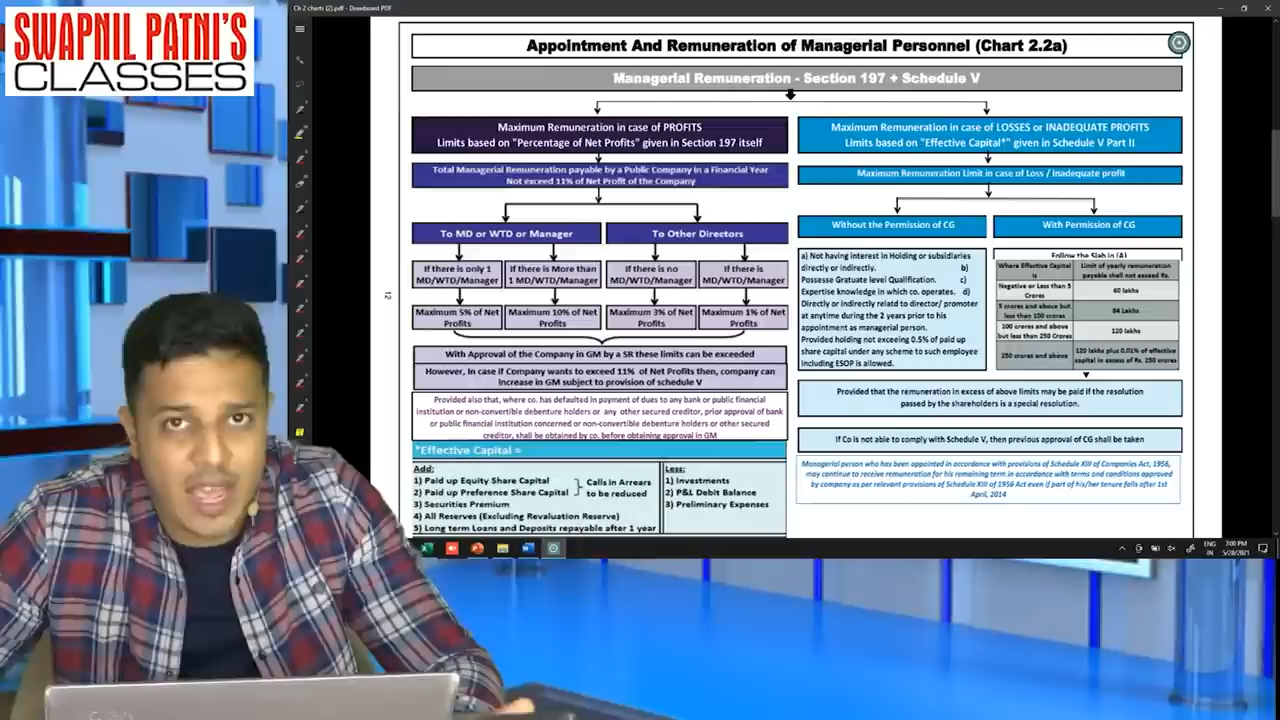 Ch 2 charts (2).pdf - Drawboard PDF
SWAPNIL PATNI'S
CLASSES
Appointment And Remuneration of Managerial Personnel (Chart 2.2a)
Managerial Remuneration - Section 197 + Schedule V
Maximum Remuneration in case of PROFITS
Limits based on "Percentage of Net Profits" given in Section 197 itself
Total Managerial Remuneration payable by a Public Company in a Financial Year
Not exceed 11% of Net Profit of the Company
To MD or WTD or Manager
To Other Directors
If there is only 1
MD/WTD/Manager
If there is More than
1 MD/WTD/Manager
If there is no
MD/WTD/Manager
If there is
MD/WTD/Manager
Maximum 5% of Net
Profits
Maximum 10% of Net
Profits
Maximum 3% of Net
Profits
Maximum 1% of Net
Profits
With Approval of the Company in GM by a SR these limits can be exceeded
However, in case if Company wants to exceed 11% of Net Profits then, company can
increase in GM subject to provision of schedule V
Provided also that, where co. has defaulted in payment of dues to any bank or public financial
institution or non-convertible debenture holders or any other secured creditor, prior approval of bank
or public financial institution concerned or non-convertible debenture holders or other secured
creditor, shall be obtained by co. before obtaining approval in GM
*Effective Capital =
Add:
1) Paid up Equity Share Capital
2) Paid up Preference Share Capital
3) Securities Premium
4) All Reserves (Excluding Revaluation Reserve)
5) Long term Loans and Deposits repayable after 1 year
Calls in Arrears
to be reduced
Less:
1) Investments
2) P&L Debit Balance
3) Preliminary Expenses
Maximum Remuneration in case of LOSSES or INADEQUATE PROFITS
Limits based on "Effective Capital*" given in Schedule V Part II
Maximum Remuneration Limit in case of Loss / Inadequate profit
Without the Permission of CG
With Permission of CG
a) Not having interest in Holding or subsidiaries
directly or indirectly. b)
Possesse Gratuate level Qualification. c)
Expertise knowledge in which co. operates. d)
Directly or indirectly relatd to director/ promoter
at anytime during the 2 years prior to his
appointment as managerial person.
Provided holding not exceeding 0.5% of paid up
share capital under any scheme to such employee
including ESOP is allowed.
Follow the Slab in (A)
Where Effective Capital
is
Limit of yearly remuneration
payable shall not exceed Rs.
Negative or Less than 5
Crores
60 lakhs
5 crores and above but
less than 100 crores
84 Lakhs
100 crores and above
but less than 250 Crores
120 lakhs
250 crores and above
120 lakhs plus 0.01% of effective
capital in excess of Rs. 250 crores
Provided that the remuneration in excess of above limits may be paid if the resolution
passed by the shareholders is a special resolution.
If Co is not able to comply with Schedule V, then previous approval of CG shall be taken
Managerial person who has been appointed in accordance with provisions of Schedule XIII of Companies Act, 1956,
may continue to receive remuneration for his remaining term in accordance with terms and conditions approved
by company as per relevant provisions of Schedule XIII of 1956 Act even if part of his/her tenure falls after 1st
April, 2014
12
ENG
IN
7:00 PM
5/28/2021